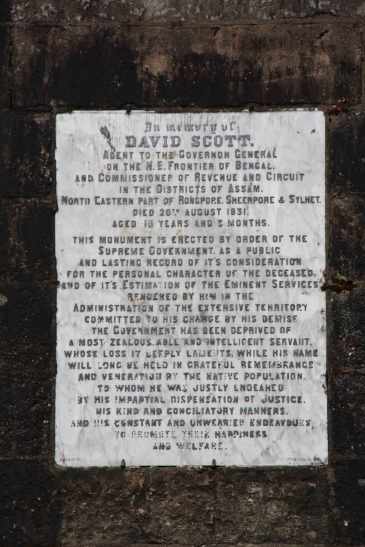 In memory of
DAVID SCOTT.
AGENT TO THE GOVERNOR GENERAL
ON THE N.E. FRONTIER OF BENGAL,
AND COMMISSIONER OF REVENUE AND CIRCUIT
IN THE DISTRICTS OF ASSAM.
NORTH EASTERN PART OF RONGPORE, SHEERPORE & SYLHET.
DIED 20TH AUGUST 1831.
AGED YEARS AND 3 MONTHS.
THIS MONUMENT IS ERECTED BY ORDER OF THE
SUPREME GOVERNMENT, AS A PUBLIC
AND LASTING RECORD OF IT'S CONSIDERATION
FOR THE PERSONAL CHARACTER OF THE DECEASED,
AND OF IT'S ESTIMATION OF THE EMINENT SERVICES
RENDERED BY HIM IN THE
ADMINISTRATION OF THE EXTENSIVE TERRITORY
COMMITTED TO HIS CHARGE BY HIS DEMISE
THE GOVERNMENT HAS BEEN DEPRIVED OF
A MOST ZEALOUS, ABLE AND INTELLIGENT SERVANT,
WHOSE LOSS IT DEEPLY LAMENTS, WHILE HIS NAME
WILL LONG BE HELD IN GRATEFUL REMEMBRANCE
AND VENERATION BY THE NATIVE POPULATION,
TO WHOM HE WAS JUSTLY ENDEARED
BY HIS IMPARTIAL DISPENSATION OF JUSTICE,
HIS KIND AND CONCILIATORY MANNERS,
AND HIS CONSTANT AND UNWEARIED ENDEAVOURS
TO PROMOTE THEIR HAPPINESS
AND WELFARE.